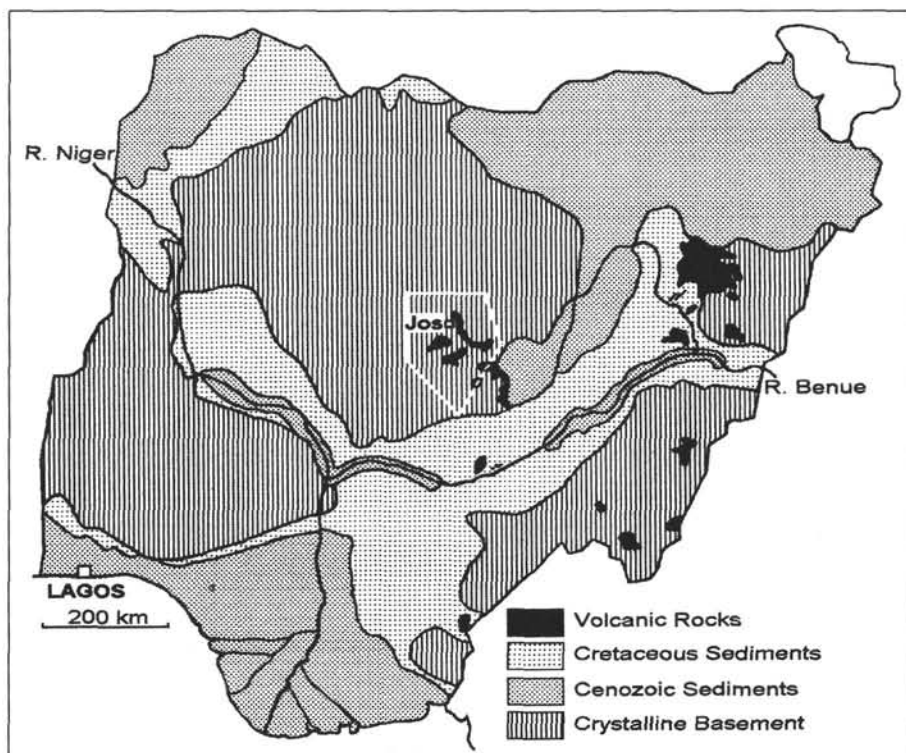 R. Niger
Jos
R. Benue
LAGOS
200 km
Volcanic Rocks
Cretaceous Sediments
Cenozoic Sediments
Crystalline Basement